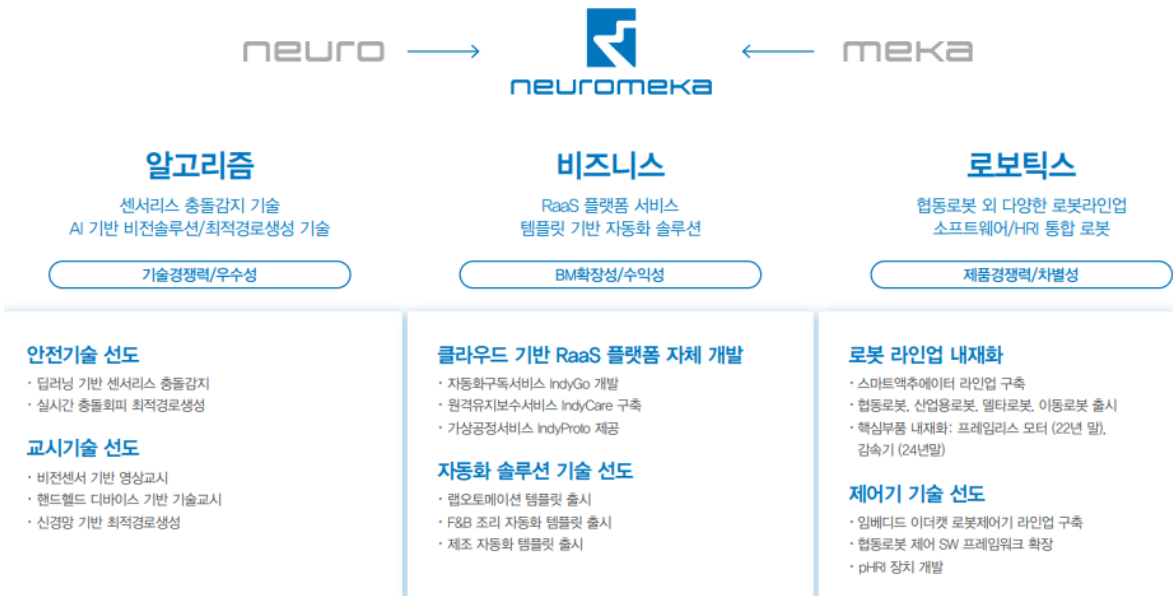 neuro
neuromeka
meka
알고리즘
센서리스 충돌감지 기술
AI 기반 비전솔루션/최적경로생성 기술
기술경쟁력/우수성
비즈니스
RaaS 플랫폼 서비스
템플릿 기반 자동화 솔루션
BM확장성/수익성
로보틱스
협동로봇 외 다양한 로봇라인업
소프트웨어/HRI 통합 로봇
제품경쟁력/차별성
안전기술 선도
· 딥러닝 기반 센서리스 충돌감지
· 실시간 충돌회피 최적경로생성
교시기술 선도
· 비전센서 기반 영상교시
· 핸드헬드 디바이스 기반 기술교시
· 신경망 기반 최적경로생성
클라우드 기반 RaaS 플랫폼 자체 개발
· 자동화구독서비스 IndyGo 개발
· 원격유지보수서비스 IndyCare 구축
· 가상공정서비스 IndyProto 제공
자동화 솔루션 기술 선도
· 랩오토메이션 템플릿 출시
· F&B 조리 자동화 템플릿 출시
· 제조 자동화 템플릿 출시
로봇 라인업 내재화
· 스마트액추에이터 라인업 구축
· 협동로봇, 산업용로봇, 델타로봇, 이동로봇 출시
· 핵심부품 내재화: 프레임리스 모터 (22년 말),
감속기 (24년말)
제어기 기술 선도
· 임베디드 이더캣 로봇제어기 라인업 구축
· 협동로봇 제어 SW 프레임워크 확장
· pHRI 장치 개발